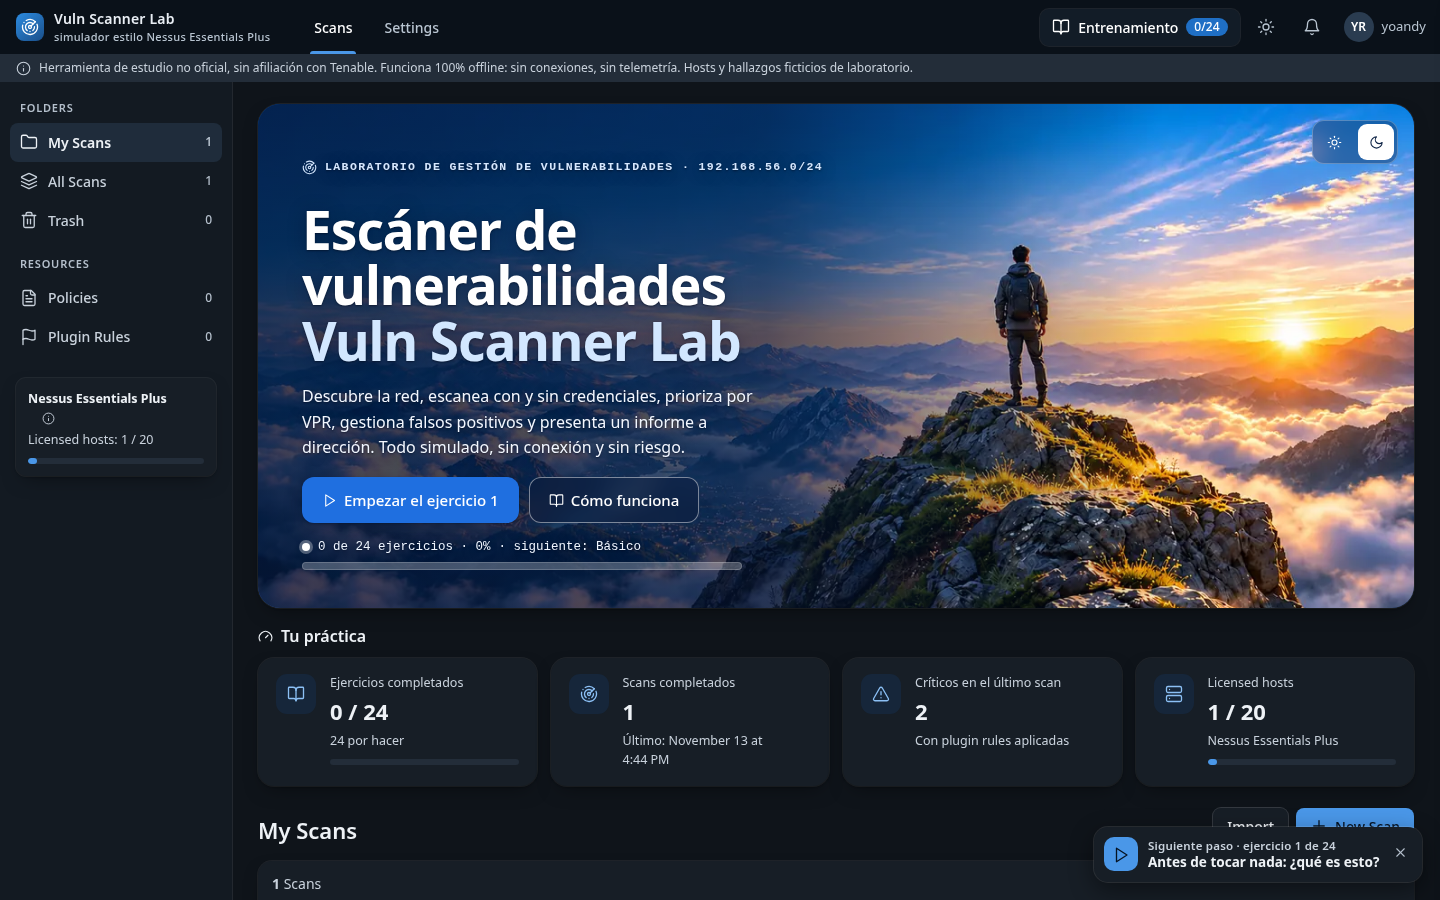 Vuln Scanner Lab
simulador estilo Nessus Essentials Plus
Scans
Settings
Entrenamiento 0/24
YR yoandy
Herramienta de estudio no oficial, sin afiliación con Tenable. Funciona 100% offline: sin conexiones, sin telemetría. Hosts y hallazgos ficticios de laboratorio.
FOLDERS
My Scans 1
All Scans 1
Trash 0
RESOURCES
Policies 0
Plugin Rules 0
Nessus Essentials Plus
Licensed hosts: 1 / 20
LABORATORIO DE GESTIÓN DE VULNERABILIDADES · 192.168.56.0/24
Escáner de
vulnerabilidades
Vuln Scanner Lab
Descubre la red, escanea con y sin credenciales, prioriza por
VPR, gestiona falsos positivos y presenta un informe a
dirección. Todo simulado, sin conexión y sin riesgo.
Empezar el ejercicio 1
Cómo funciona
0 de 24 ejercicios · 0% · siguiente: Básico
Tu práctica
Ejercicios completados
0 / 24
24 por hacer
Scans completados
1
Último: November 13 at
4:44 PM
Críticos en el último scan
2
Con plugin rules aplicadas
Licensed hosts
1 / 20
Nessus Essentials Plus
My Scans
Import
New Scan
1 Scans
Siguiente paso · ejercicio 1 de 24
Antes de tocar nada: ¿qué es esto?